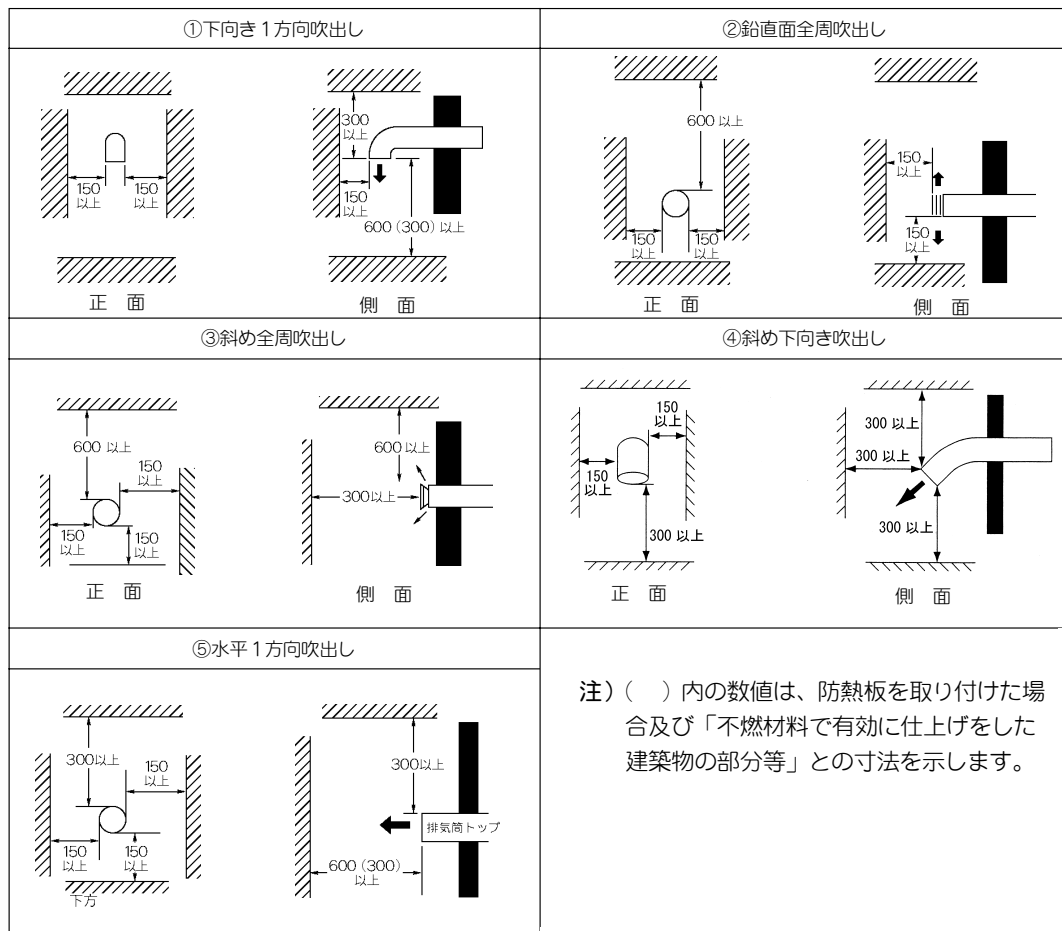 ①下向き1方向吹出し
300
以上
150
以上
150
以上
150
以上
600(300)以上
正 面
側 面
②鉛直面全周吹出し
600以上
150
以上
150
以上
150
以上
150
以上
正 面
側 面
③斜め全周吹出し
600以上
150
以上
150
以上
150
以上
600以上
300以上
正 面
側 面
④斜め下向き吹出し
150
以上
150
以上
300 以上
300 以上
300 以上
300 以上
正 面
側 面
⑤水平1方向吹出し
300以上
150
以上
150
以上
150
以上
下方
300以上
排気筒トップ
600(300)
以上
注)( )内の数値は、防熱板を取り付けた場
合及び「不燃材料で有効に仕上げをした
建築物の部分等」との寸法を示します。